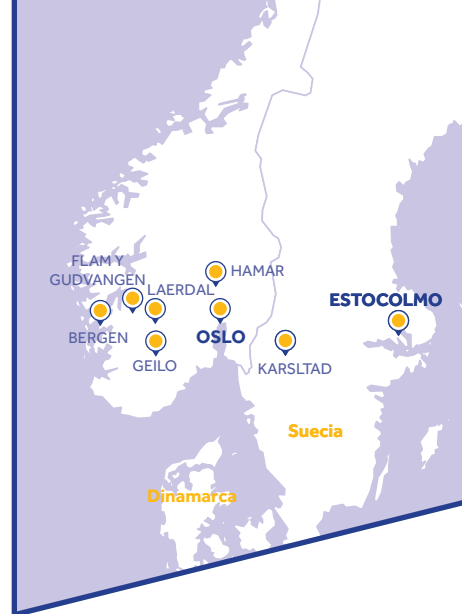 FLAM Y
GUDVANGEN
LAERDAL
HAMAR
BERGEN
GEILO
OSLO
ESTOCOLMO
KARSLTAD
Suecia
Dinamarca